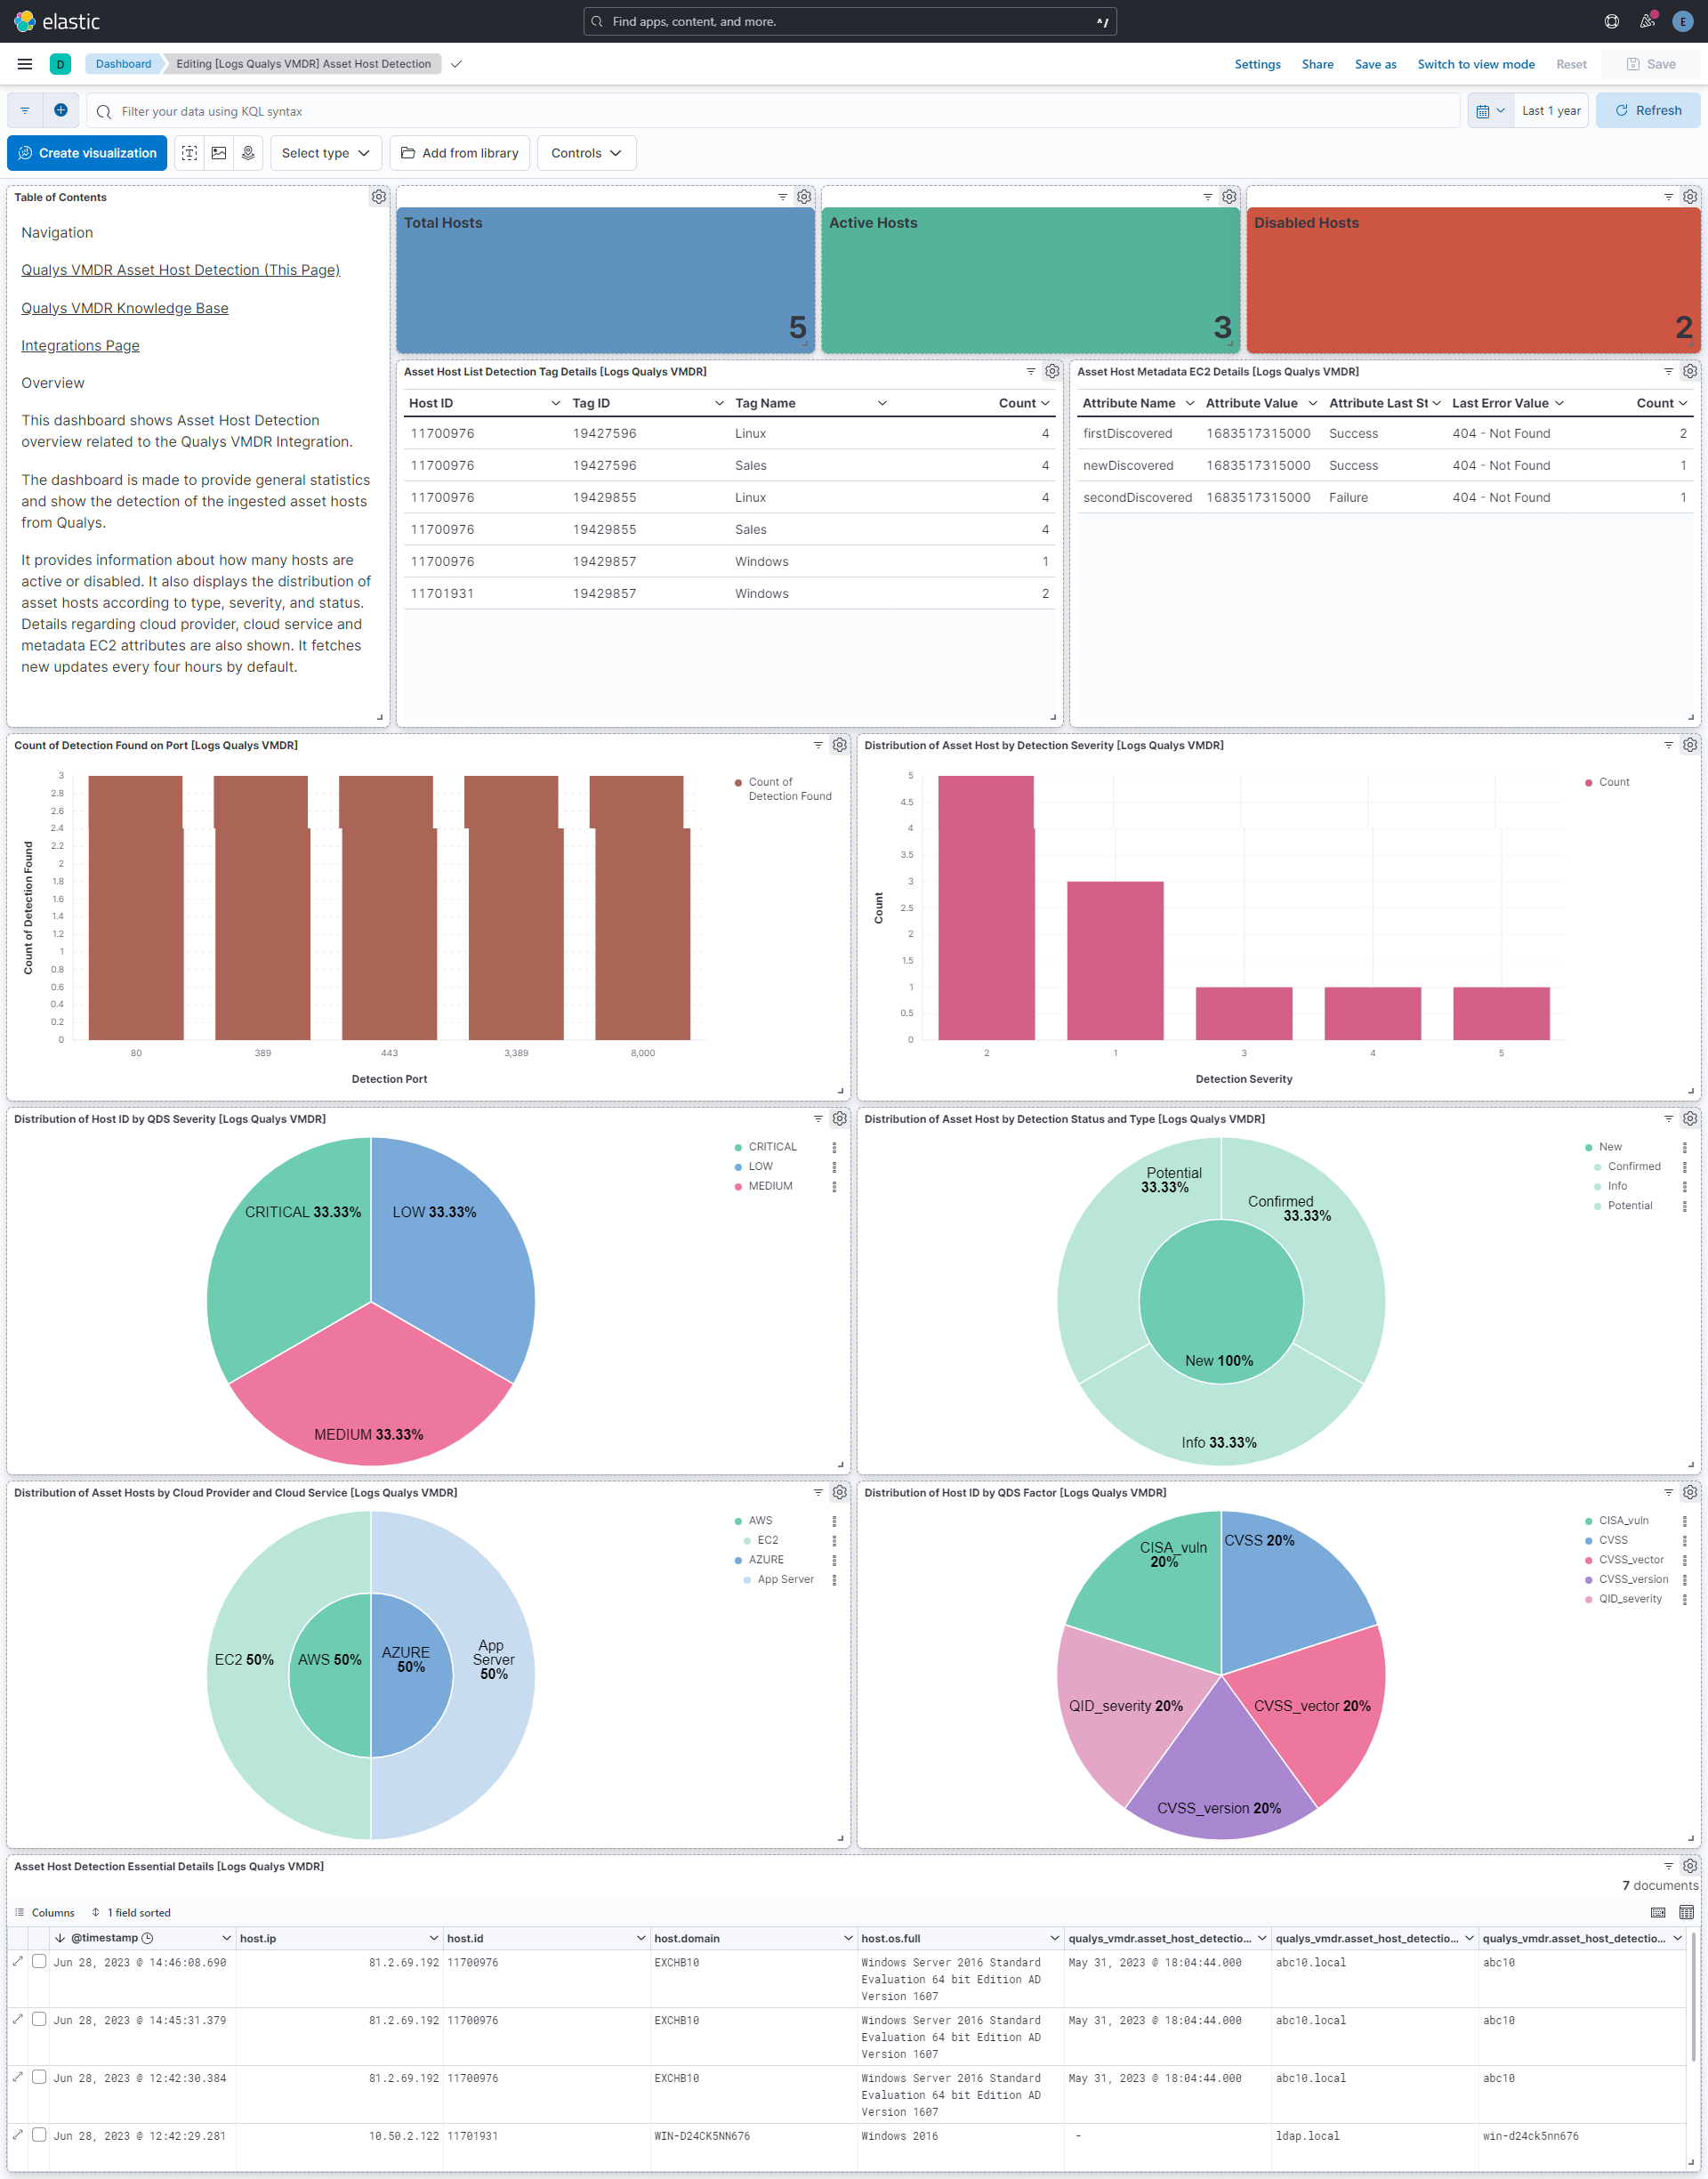 elastic
Find apps, content, and more.
^/
E
D
Dashboard
Editing [Logs Qualys VMDR] Asset Host Detection
Settings
Share
Save as
Switch to view mode
Reset
Save
Filter your data using KQL syntax
Last 1 year
Refresh
Create visualization
Select type
Add from library
Controls
Table of Contents
Navigation
Qualys VMDR Asset Host Detection (This Page)
Qualys VMDR Knowledge Base
Integrations Page
Overview
This dashboard shows Asset Host Detection
overview related to the Qualys VMDR Integration.
The dashboard is made to provide general statistics
and show the detection of the ingested asset hosts
from Qualys.
It provides information about how many hosts are
active or disabled. It also displays the distribution of
asset hosts according to type, severity, and status.
Details regarding cloud provider, cloud service and
metadata EC2 attributes are also shown. It fetches
new updates every four hours by default.
Total Hosts
5
Active Hosts
3
Disabled Hosts
2
Asset Host List Detection Tag Details [Logs Qualys VMDR]
Host ID Tag ID Tag Name Count
11700976 19427596 Linux 4
11700976 19427596 Sales 4
11700976 19429855 Linux 4
11700976 19429855 Sales 4
11700976 19429857 Windows 1
11701931 19429857 Windows 2
Asset Host Metadata EC2 Details [Logs Qualys VMDR]
Attribute Name Attribute Value Attribute Last St Last Error Value Count
firstDiscovered 1683517315000 Success 404 - Not Found 2
newDiscovered 1683517315000 Success 404 - Not Found 1
secondDiscovered 1683517315000 Failure 404 - Not Found 1
Count of Detection Found on Port [Logs Qualys VMDR]
Count of Detection Found
3
2.8
2.6
2.4
2.2
2
1.8
1.6
1.4
1.2
1
0.8
0.6
0.4
0.2
0
80 389 443 3,389 8,000
Detection Port
Count of
Detection Found
Distribution of Asset Host by Detection Severity [Logs Qualys VMDR]
Count
5
4.5
4
3.5
3
2.5
2
1.5
1
0.5
0
2 1 3 4 5
Detection Severity
Count
Distribution of Host ID by QDS Severity [Logs Qualys VMDR]
CRITICAL 33.33%
LOW 33.33%
MEDIUM 33.33%
CRITICAL
LOW
MEDIUM
Distribution of Asset Host by Detection Status and Type [Logs Qualys VMDR]
Potential
33.33%
Confirmed
33.33%
New 100%
Info 33.33%
New
Confirmed
Info
Potential
Distribution of Asset Hosts by Cloud Provider and Cloud Service [Logs Qualys VMDR]
EC2 50%
AWS 50%
AZURE
50%
App
Server
50%
AWS
EC2
AZURE
App Server
Distribution of Host ID by QDS Factor [Logs Qualys VMDR]
CISA_vuln
20%
CVSS 20%
QID_severity 20%
CVSS_vector 20%
CVSS_version 20%
CISA_vuln
CVSS
CVSS_vector
CVSS_version
QID_severity
Asset Host Detection Essential Details [Logs Qualys VMDR]
7 documents
Columns
1 field sorted
@timestamp host.ip host.id host.domain host.os.full qualys_vmdr.asset_host_detectio... qualys_vmdr.asset_host_detectio... qualys_vmdr.asset_host_detectio...
Jun 28, 2023 @ 14:46:08.690 81.2.69.192 11700976 EXCHB10 Windows Server 2016 Standard May 31, 2023 @ 18:04:44.000 abc10.local abc10
Evaluation 64 bit Edition AD
Version 1607
Jun 28, 2023 @ 14:45:31.379 81.2.69.192 11700976 EXCHB10 Windows Server 2016 Standard May 31, 2023 @ 18:04:44.000 abc10.local abc10
Evaluation 64 bit Edition AD
Version 1607
Jun 28, 2023 @ 12:42:30.384 81.2.69.192 11700976 EXCHB10 Windows Server 2016 Standard May 31, 2023 @ 18:04:44.000 abc10.local abc10
Evaluation 64 bit Edition AD
Version 1607
Jun 28, 2023 @ 12:42:29.281 10.50.2.122 11701931 WIN-D24CK5NN676 Windows 2016 - ldap.local win-d24ck5nn676